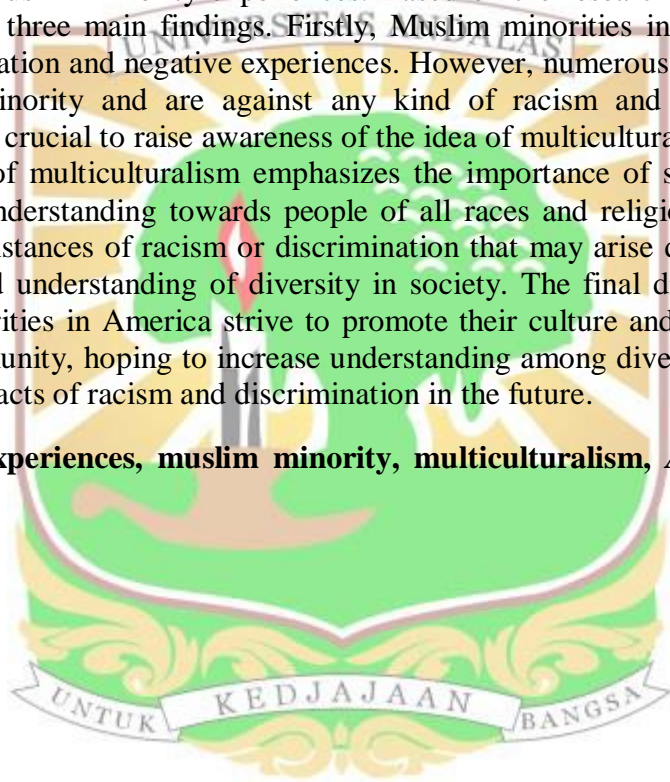 three main findings. Firstly, Muslim minorities in
UNIVERSITAS ANDALAS
ation and negative experiences. However, numerous
inority and are against any kind of racism and
crucial to raise awareness of the idea of multicultura
of multiculturalism emphasizes the importance of s
nderstanding towards people of all races and religi
stances of racism or discrimination that may arise
d understanding of diversity in society. The final d
rities in America strive to promote their culture and
unity, hoping to increase understanding among dive
acts of racism and discrimination in the future.
xperiences, muslim minority, multiculturalism,
UNTUK KEDJAJAAN BANGSA